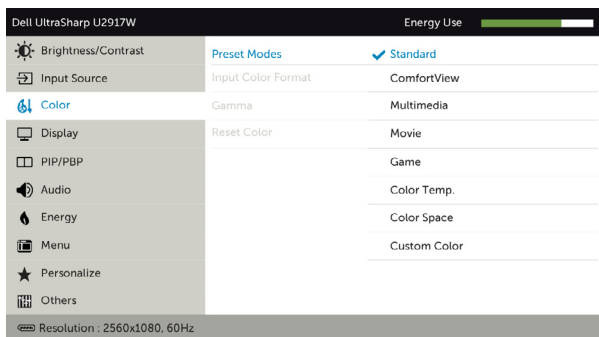 Dell UltraSharp U2917W
Energy Use
Brightness/Contrast
Input Source
Color
Display
PIP/PBP
Audio
Energy
Menu
Personalize
Others
Preset Modes
Input Color Format
Gamma
Reset Color
Standard
ComfortView
Multimedia
Movie
Game
Color Temp.
Color Space
Custom Color
Resolution : 2560x1080, 60Hz